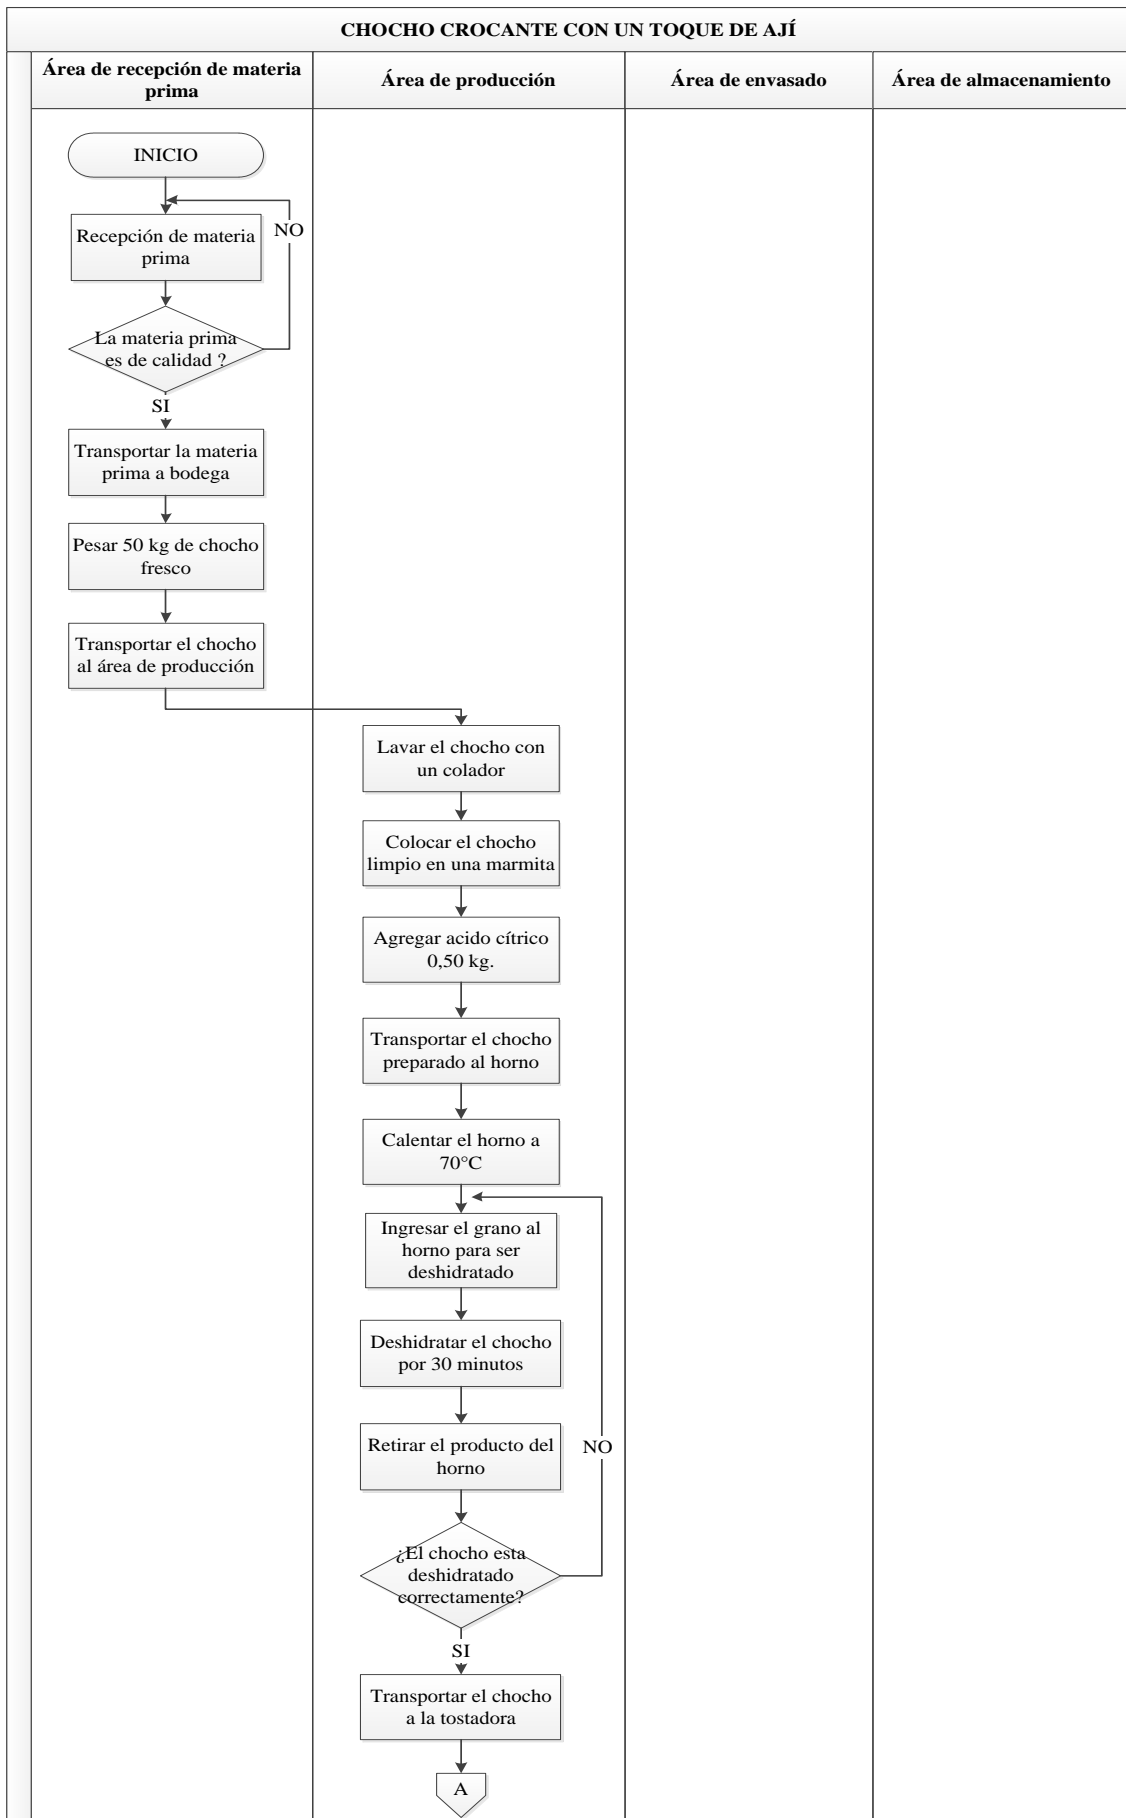 CHOCHO CROCANTE CON UN TOQUE DE AJÍ
Área de recepción de materia
prima
Área de producción
Área de envasado
Área de almacenamiento
INICIO
NO
Recepción de materia
prima
La materia prima
es de calidad ?
SI
Transportar la materia
prima a bodega
Pesar 50 kg de chocho
fresco
Transportar el chocho
al área de producción
Lavar el chocho con
un colador
Colocar el chocho
limpio en una marmita
Agregar acido cítrico
0,50 kg.
Transportar el chocho
preparado al horno
Calentar el horno a
70°C
Ingresar el grano al
horno para ser
deshidratado
Deshidratar el chocho
por 30 minutos
Retirar el producto del
horno
NO
¿El chocho esta
deshidratado
correctamente?
SI
Transportar el chocho
a la tostadora
A